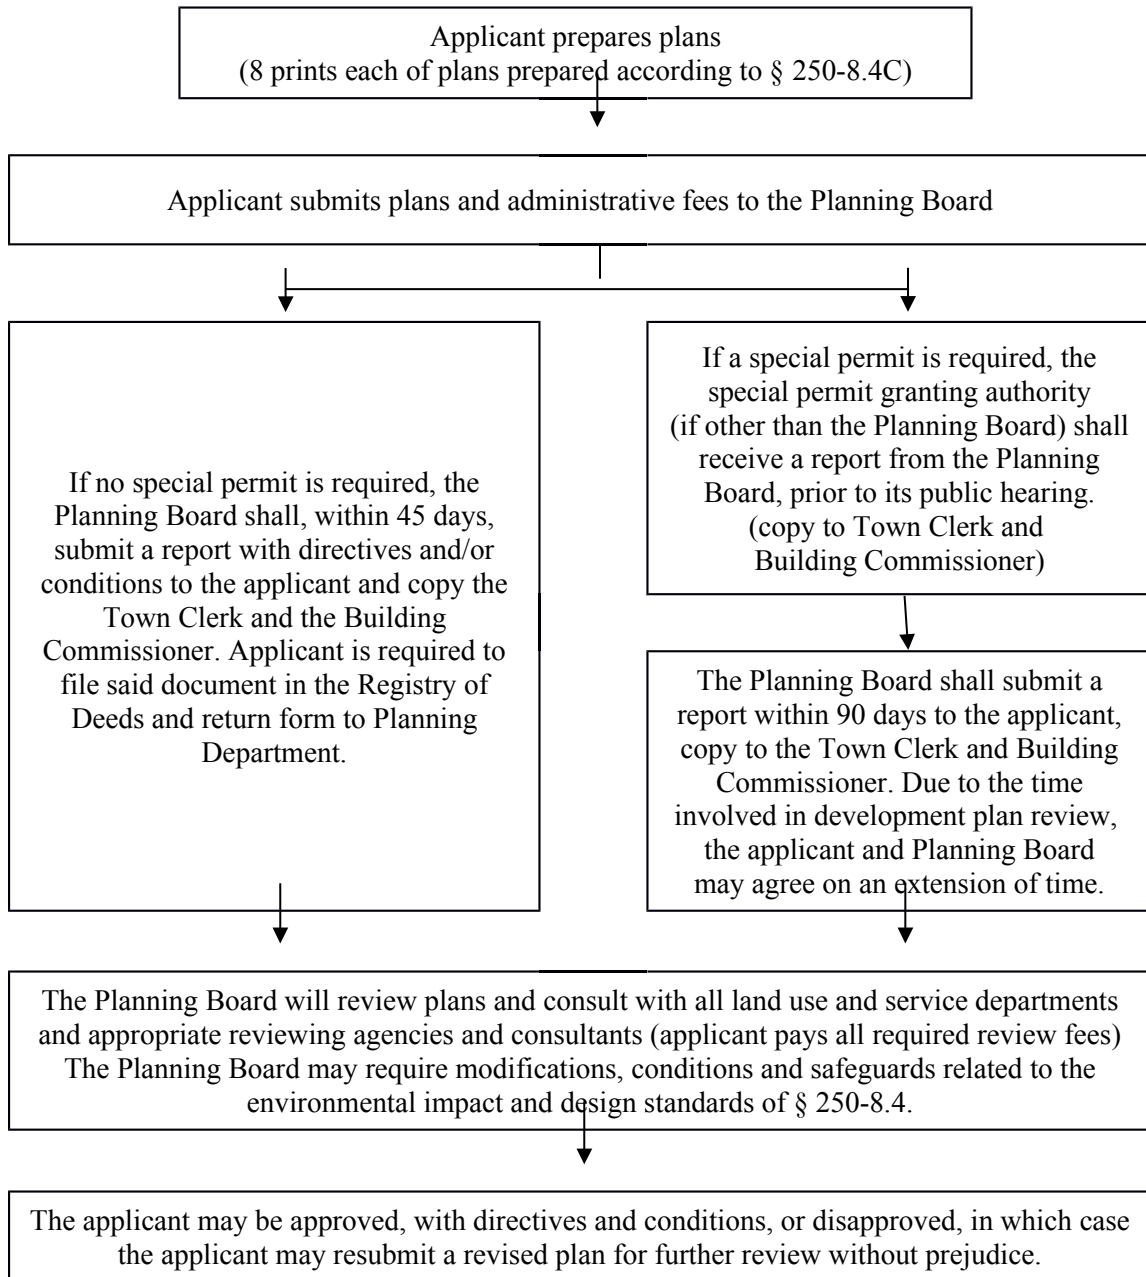 Applicant prepares plans
(8 prints each of plans prepared according to § 250-8.4C)
Applicant submits plans and administrative fees to the Planning Board
If no special permit is required, the
Planning Board shall, within 45 days,
submit a report with directives and/or
conditions to the applicant and copy the
Town Clerk and the Building
Commissioner. Applicant is required to
file said document in the Registry of
Deeds and return form to Planning
Department.
If a special permit is required, the
special permit granting authority
(if other than the Planning Board) shall
receive a report from the Planning
Board, prior to its public hearing.
(copy to Town Clerk and
Building Commissioner)
The Planning Board shall submit a
report within 90 days to the applicant,
copy to the Town Clerk and Building
Commissioner. Due to the time
involved in development plan review,
the applicant and Planning Board
may agree on an extension of time.
The Planning Board will review plans and consult with all land use and service departments
and appropriate reviewing agencies and consultants (applicant pays all required review fees)
The Planning Board may require modifications, conditions and safeguards related to the
environmental impact and design standards of § 250-8.4.
The applicant may be approved, with directives and conditions, or disapproved, in which case
the applicant may resubmit a revised plan for further review without prejudice.